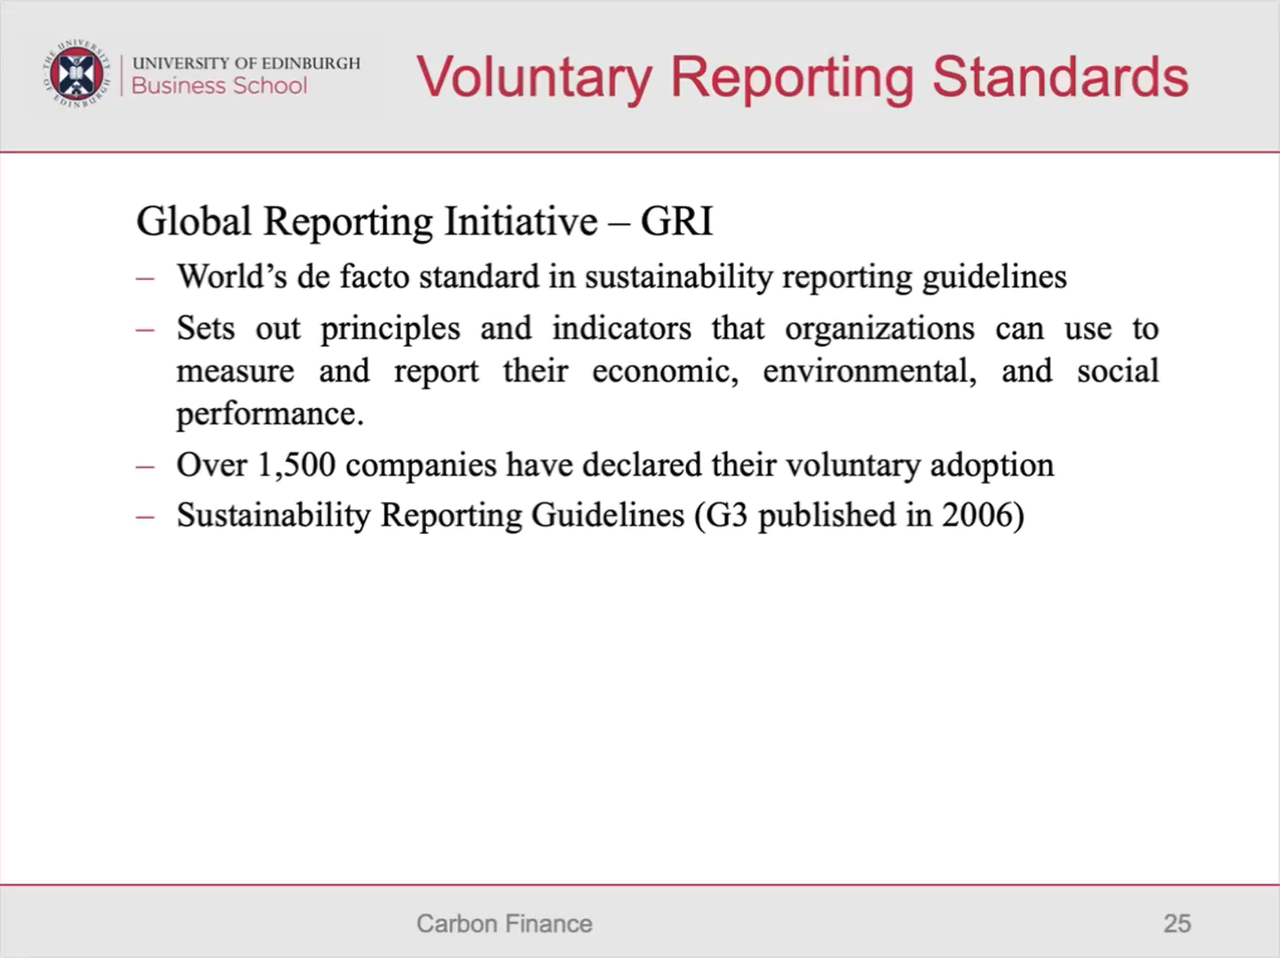 THE UNIVERSITY OF EDINBURGH
UNIVERSITY OF EDINBURGH
Business School
Voluntary Reporting Standards
Global Reporting Initiative – GRI
– World’s de facto standard in sustainability reporting guidelines
– Sets out principles and indicators that organizations can use to
measure and report their economic, environmental, and social
performance.
– Over 1,500 companies have declared their voluntary adoption
– Sustainability Reporting Guidelines (G3 published in 2006)
Carbon Finance
25